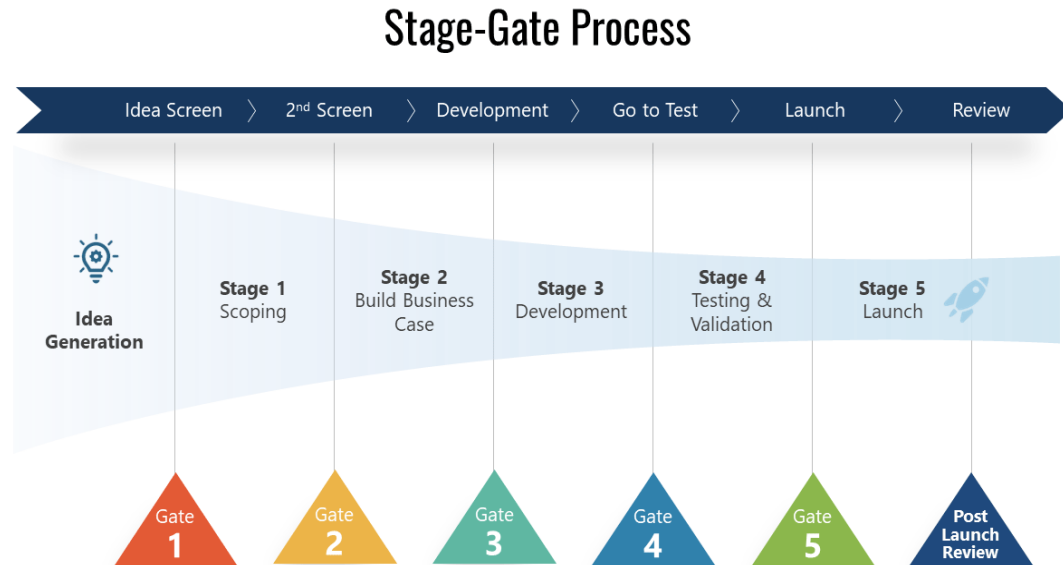 Stage-Gate Process
Idea Screen
2nd Screen
Development
Go to Test
Launch
Review
Idea
Generation
Stage 1
Scoping
Stage 2
Build Business
Case
Stage 3
Development
Stage 4
Testing &
Validation
Stage 5
Launch
Gate
1
Gate
2
Gate
3
Gate
4
Gate
5
Post
Launch
Review